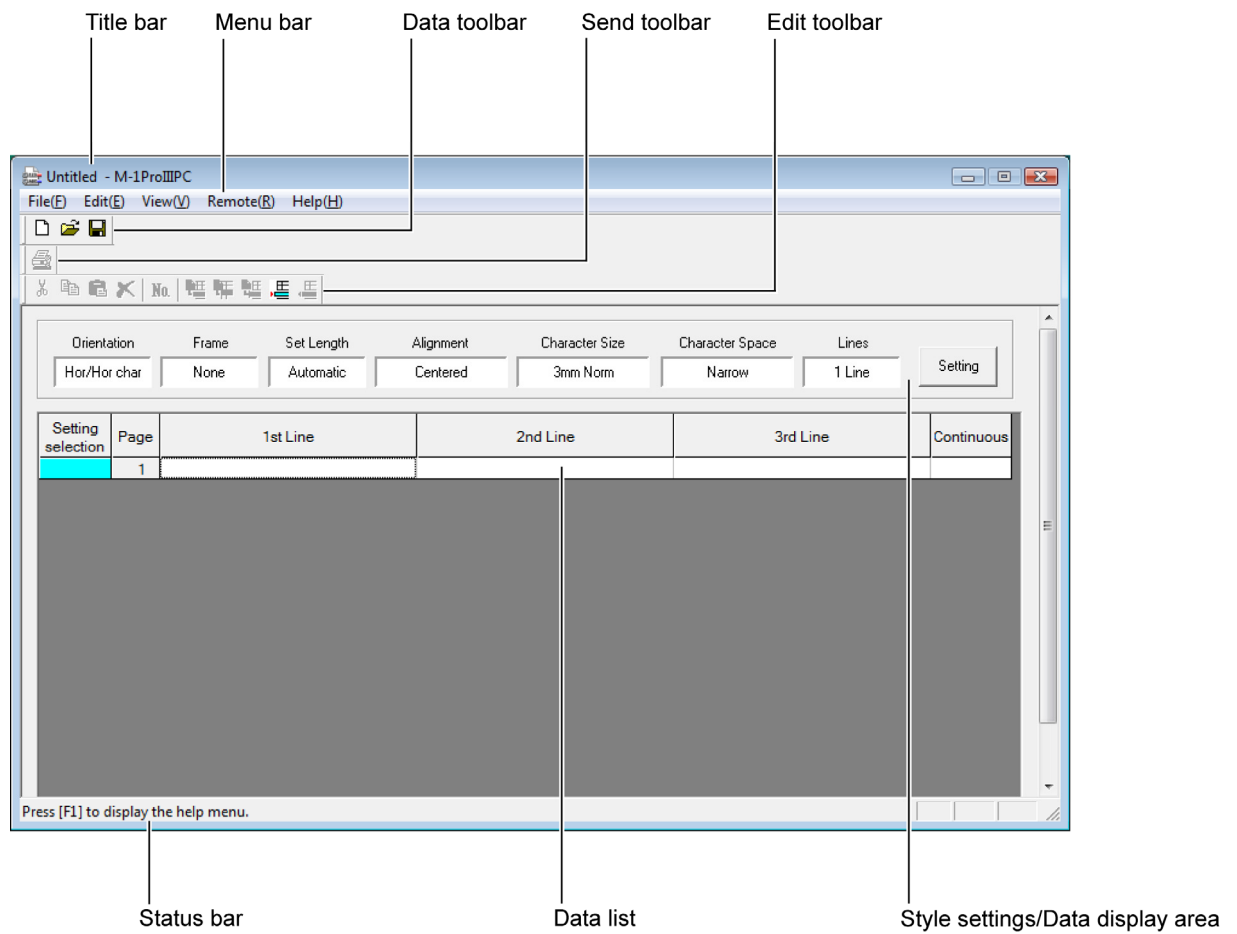 Title bar Menu bar Data toolbar Send toolbar Edit toolbar
Untitled - M-1ProⅢPC
File(F) Edit(E) View(V) Remote(R) Help(H)
No.
Orientation Frame Set Length Alignment Character Size Character Space Lines
Hor/Hor char None Automatic Centered 3mm Norm Narrow 1 Line Setting
Setting selection Page 1st Line 2nd Line 3rd Line Continuous
1
Press [F1] to display the help menu.
Status bar Data list Style settings/Data display area